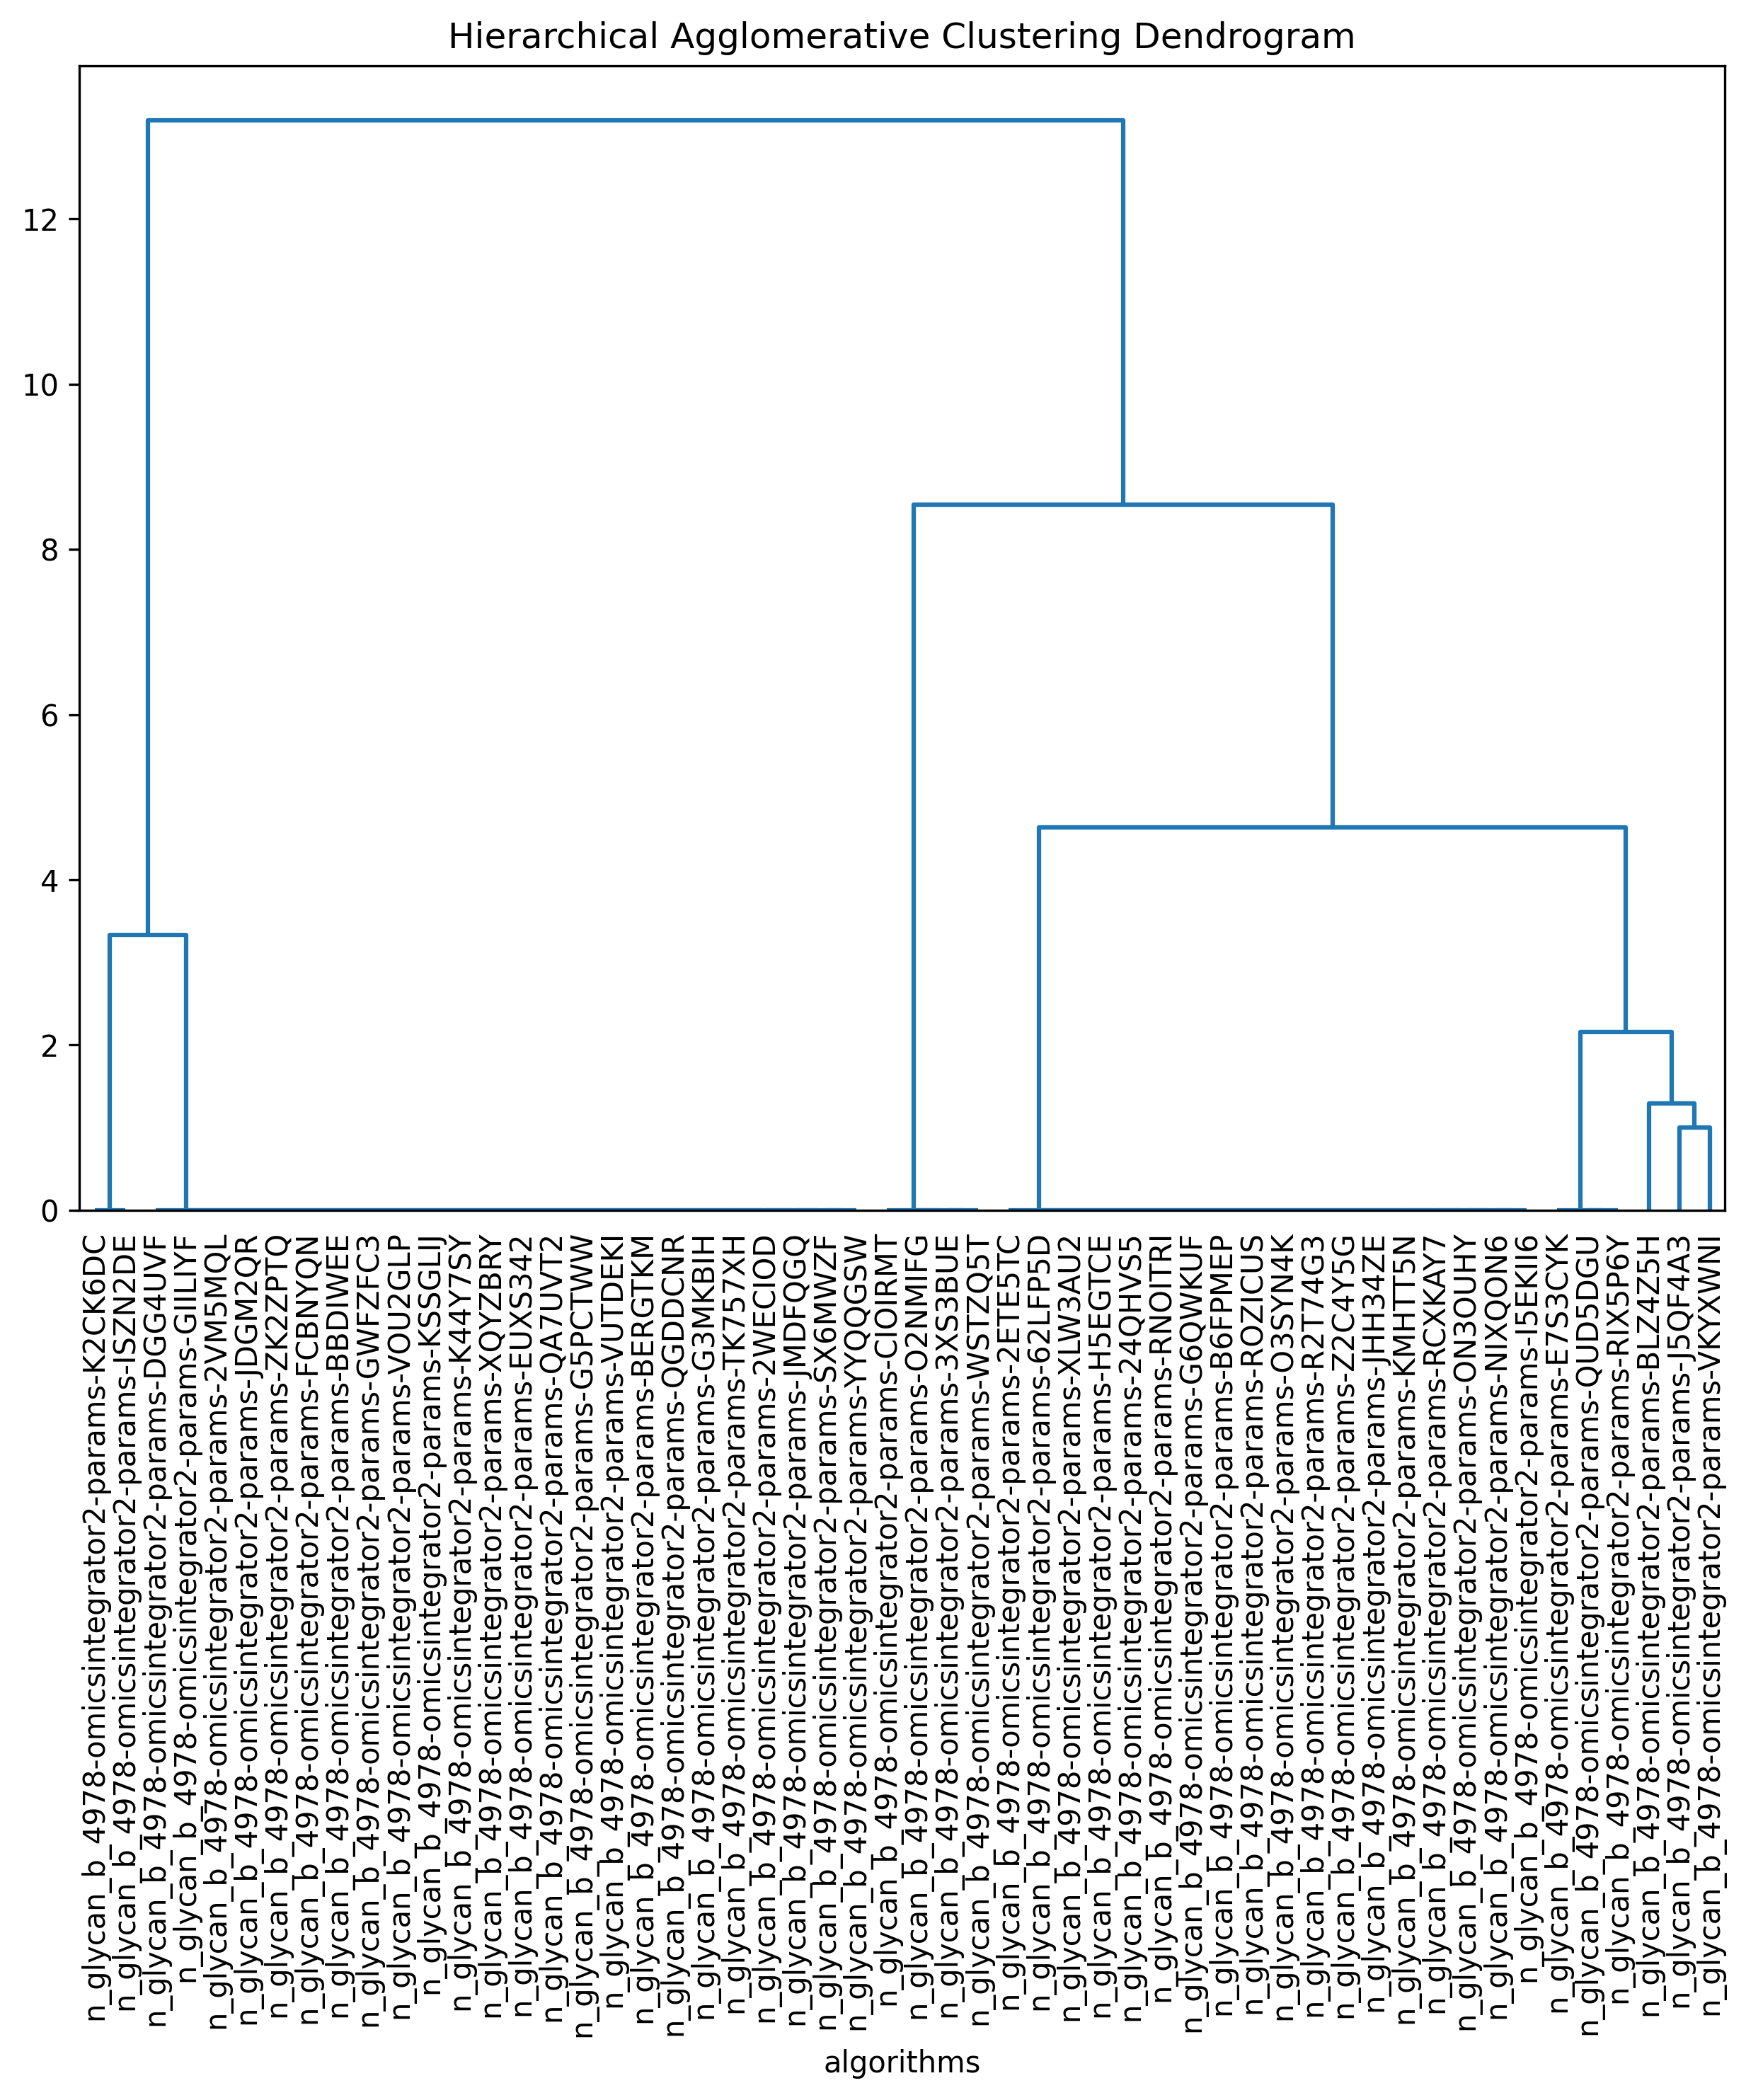 Hierarchical Agglomerative Clustering Dendrogram
12
10
8
6
4
2
0
n_glycan_b_4978-omicsintegrator2-params-K2CK6DC
n_glycan_b_4978-omicsintegrator2-params-ISZN2DE
n_glycan_b_4978-omicsintegrator2-params-DGG4UVF
n_glycan_b_4978-omicsintegrator2-params-GIILIYF
n_glycan_b_4978-omicsintegrator2-params-2VM5MQL
n_glycan_b_4978-omicsintegrator2-params-JDGM2QR
n_glycan_b_4978-omicsintegrator2-params-ZK2ZPTQ
n_glycan_b_4978-omicsintegrator2-params-FCBNYQN
n_glycan_b_4978-omicsintegrator2-params-BBDIWEE
n_glycan_b_4978-omicsintegrator2-params-GWFZFC3
n_glycan_b_4978-omicsintegrator2-params-VOU2GLP
n_glycan_b_4978-omicsintegrator2-params-KSSGLIJ
n_glycan_b_4978-omicsintegrator2-params-K44Y7SY
n_glycan_b_4978-omicsintegrator2-params-XQYZBRY
n_glycan_b_4978-omicsintegrator2-params-EUXS342
n_glycan_b_4978-omicsintegrator2-params-QA7UVT2
n_glycan_b_4978-omicsintegrator2-params-G5PCTWW
n_glycan_b_4978-omicsintegrator2-params-VUTDEKI
n_glycan_b_4978-omicsintegrator2-params-BERGTKM
n_glycan_b_4978-omicsintegrator2-params-QGDDCNR
n_glycan_b_4978-omicsintegrator2-params-G3MKBIH
n_glycan_b_4978-omicsintegrator2-params-TK757XH
n_glycan_b_4978-omicsintegrator2-params-2WECIOD
n_glycan_b_4978-omicsintegrator2-params-JMDFQGQ
n_glycan_b_4978-omicsintegrator2-params-SX6MWZF
n_glycan_b_4978-omicsintegrator2-params-YYQQGSW
n_glycan_b_4978-omicsintegrator2-params-CIOIRMT
n_glycan_b_4978-omicsintegrator2-params-O2NMIFG
n_glycan_b_4978-omicsintegrator2-params-3XS3BUE
n_glycan_b_4978-omicsintegrator2-params-WSTZQ5T
n_glycan_b_4978-omicsintegrator2-params-2ETE5TC
n_glycan_b_4978-omicsintegrator2-params-62LFP5D
n_glycan_b_4978-omicsintegrator2-params-XLW3AU2
n_glycan_b_4978-omicsintegrator2-params-H5EGTCE
n_glycan_b_4978-omicsintegrator2-params-24QHVS5
n_glycan_b_4978-omicsintegrator2-params-RNOITRI
n_glycan_b_4978-omicsintegrator2-params-G6QWKUF
n_glycan_b_4978-omicsintegrator2-params-B6FPMEP
n_glycan_b_4978-omicsintegrator2-params-ROZICUS
n_glycan_b_4978-omicsintegrator2-params-O3SYN4K
n_glycan_b_4978-omicsintegrator2-params-R2T74G3
n_glycan_b_4978-omicsintegrator2-params-Z2C4Y5G
n_glycan_b_4978-omicsintegrator2-params-JHH34ZE
n_glycan_b_4978-omicsintegrator2-params-KMHTT5N
n_glycan_b_4978-omicsintegrator2-params-RCXKAY7
n_glycan_b_4978-omicsintegrator2-params-ON3OUHY
n_glycan_b_4978-omicsintegrator2-params-NIXQON6
n_glycan_b_4978-omicsintegrator2-params-I5EKII6
n_glycan_b_4978-omicsintegrator2-params-E7S3CYK
n_glycan_b_4978-omicsintegrator2-params-QUD5DGU
n_glycan_b_4978-omicsintegrator2-params-RIX5P6Y
n_glycan_b_4978-omicsintegrator2-params-BLZ4Z5H
n_glycan_b_4978-omicsintegrator2-params-J5QF4A3
n_glycan_b_4978-omicsintegrator2-params-VKYXWNI
algorithms